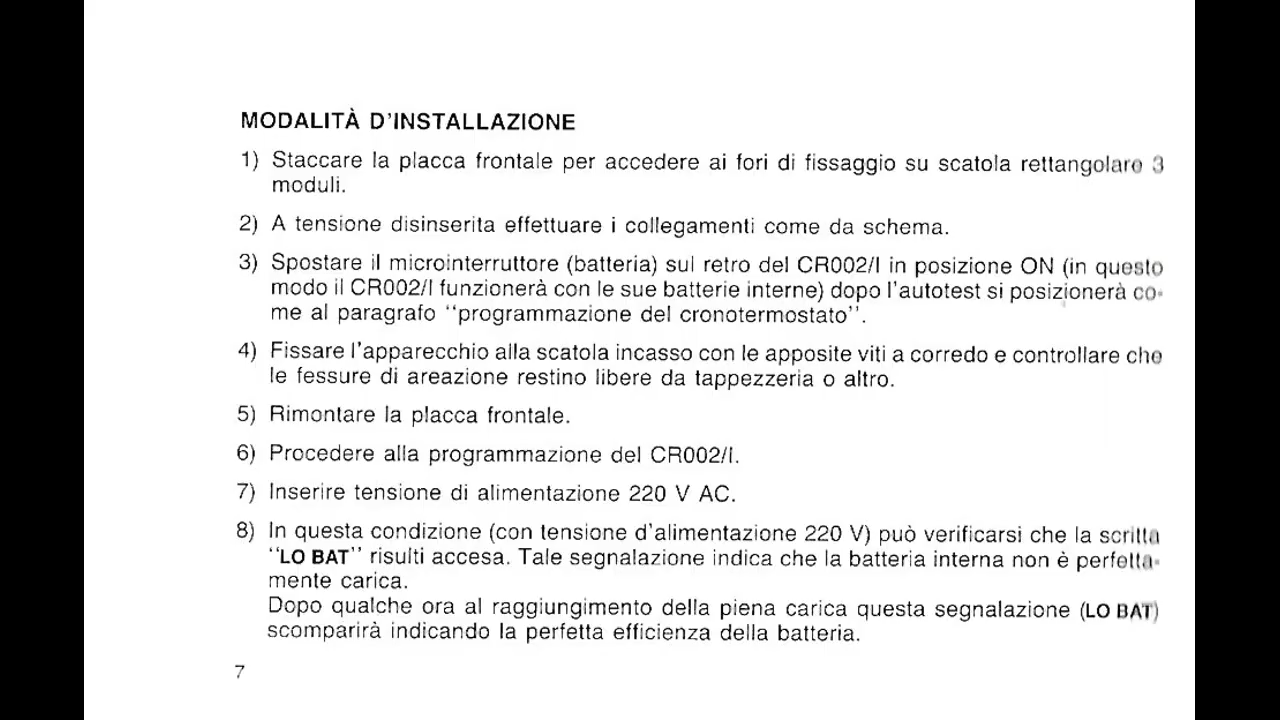 MODALITÀ D'INSTALLAZIONE
1) Staccare la placca frontale per accedere ai fori di fissaggio su scatola rettangolare 3
moduli.
2) A tensione disinserita effettuare i collegamenti come da schema.
3) Spostare il microinterruttore (batteria) sul retro del CR002/I in posizione ON (in questo
modo il CR002/I funzionerà con le sue batterie interne) dopo l'autotest si posizionerà co-
me al paragrafo "programmazione del cronotermostato".
4) Fissare l'apparecchio alla scatola incasso con le apposite viti a corredo e controllare che
le fessure di areazione restino libere da tappezzeria o altro.
5) Rimontare la placca frontale.
6) Procedere alla programmazione del CR002/I.
7) Inserire tensione di alimentazione 220 V AC.
8) In questa condizione (con tensione d'alimentazione 220 V) può verificarsi che la scritta
"LO BAT" risulti accesa. Tale segnalazione indica che la batteria interna non è perfetta-
mente carica.
Dopo qualche ora al raggiungimento della piena carica questa segnalazione (LO BAT)
scomparirà indicando la perfetta efficienza della batteria.
7